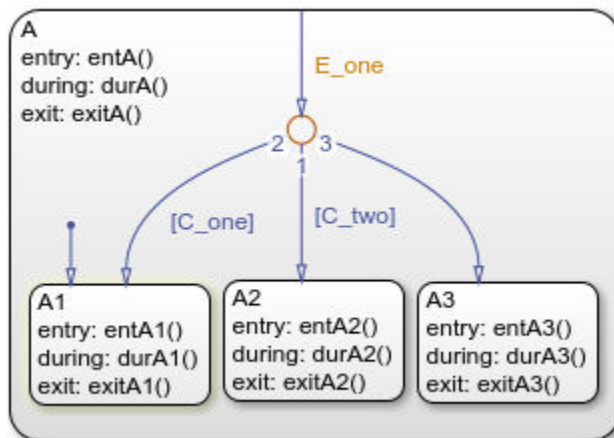 A
entry: entA()
during: durA()
exit: exitA()
E_one
2
3
1
[C_one]
[C_two]
A1
entry: entA1()
during: durA1()
exit: exitA1()
A2
entry: entA2()
during: durA2()
exit: exitA2()
A3
entry: entA3()
during: durA3()
exit: exitA3()